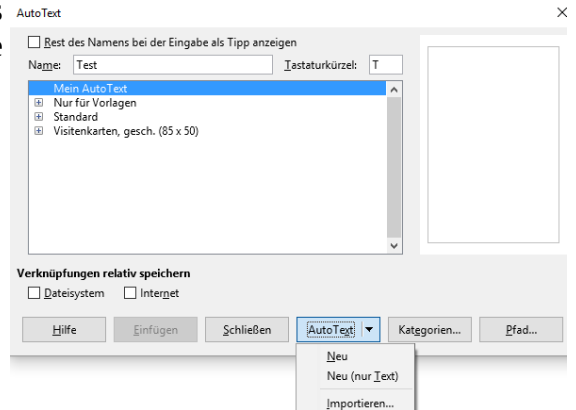 s
AutoText
e
Rest des Namens bei der Eingabe als Tipp anzeigen
Name: Test Tastaturkürzel: T
Mein AutoText
Nur für Vorlagen
Standard
Visitenkarten, gesch. (85 x 50)
Verknüpfungen relativ speichern
Dateisystem Internet
Hilfe Einfügen Schließen AutoText Kategorien... Pfad...
Neu
Neu (nur Text)
Importieren...